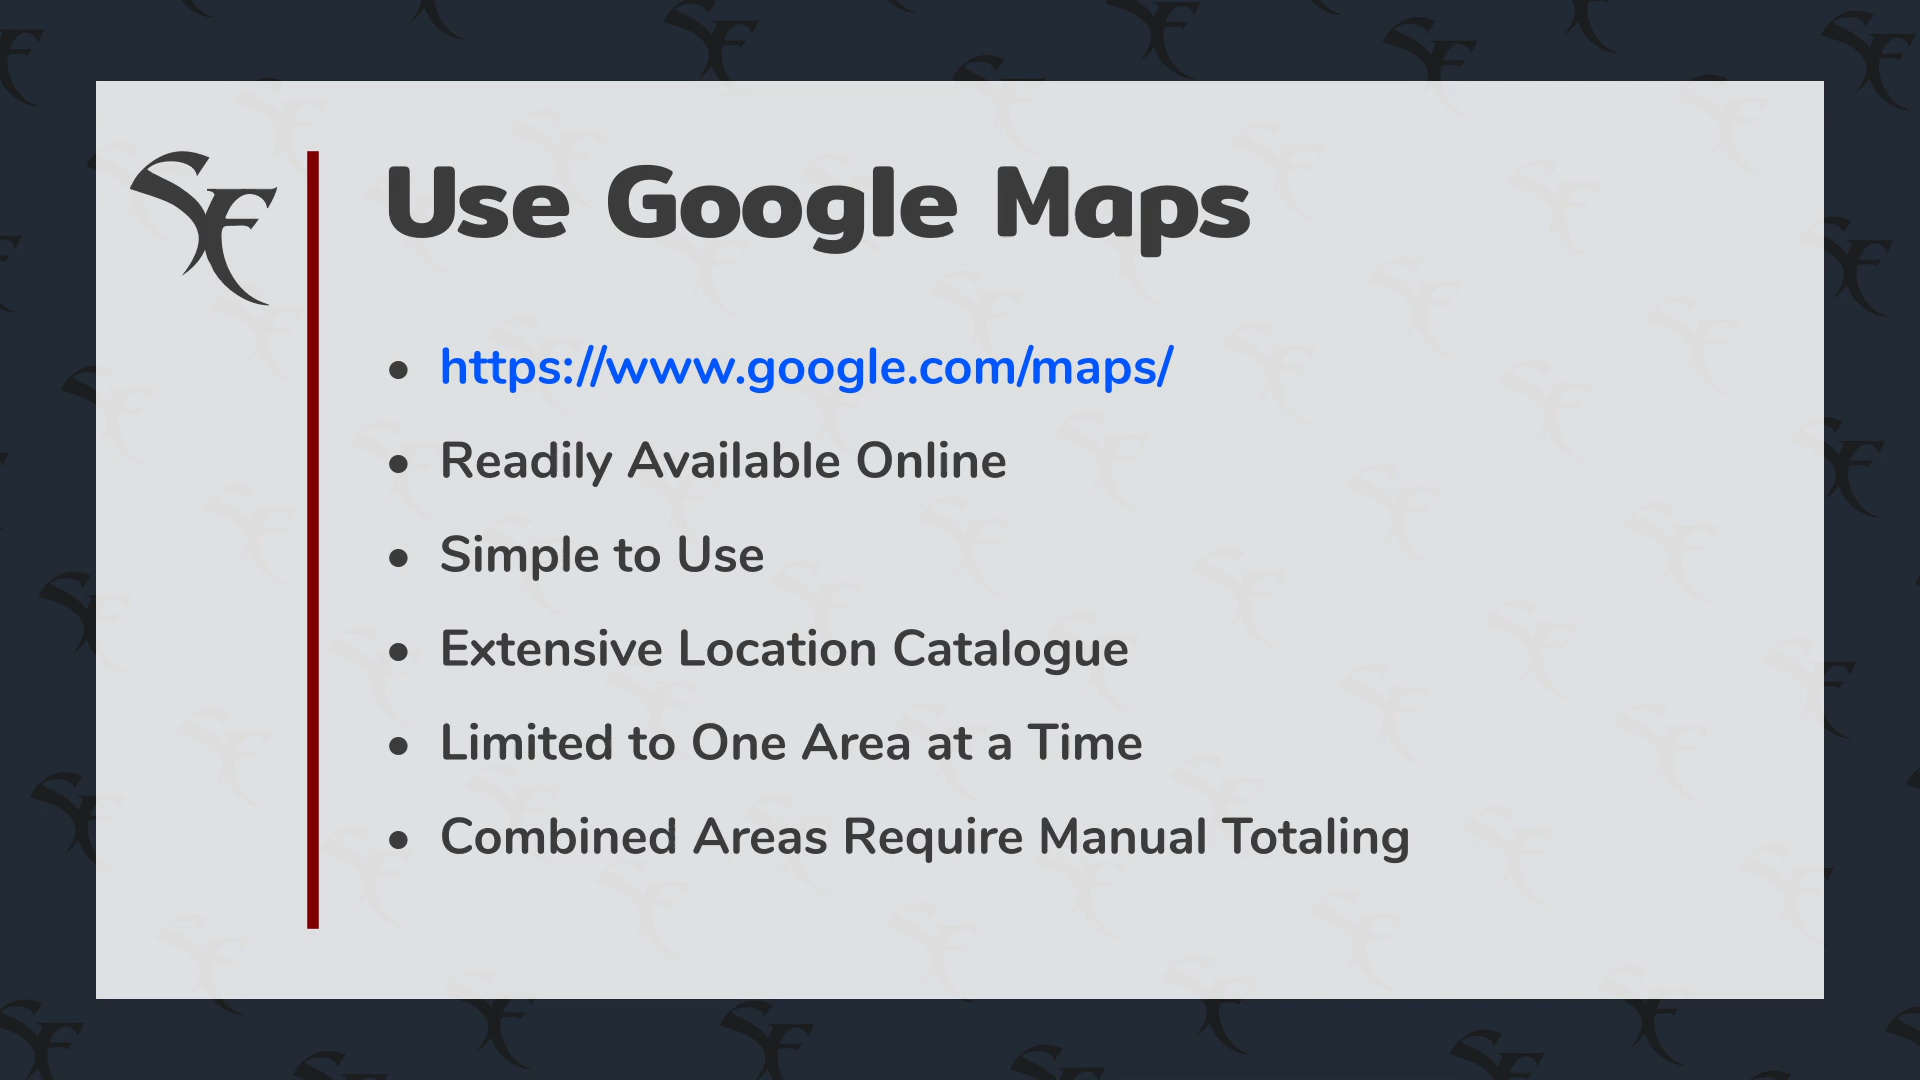 SF
Use Google Maps
• https://www.google.com/maps/
• Readily Available Online
• Simple to Use
• Extensive Location Catalogue
• Limited to One Area at a Time
• Combined Areas Require Manual Totaling